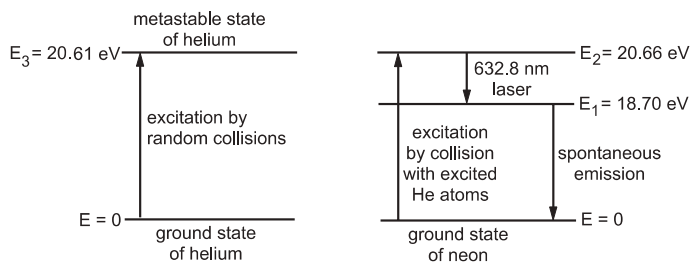 metastable state
of helium
E₃ = 20.61 eV
excitation by
random collisions
E = 0
ground state
of helium
E₂ = 20.66 eV
632.8 nm
laser
E₁ = 18.70 eV
excitation
by collision
with excited
He atoms
spontaneous
emission
E = 0
ground state
of neon